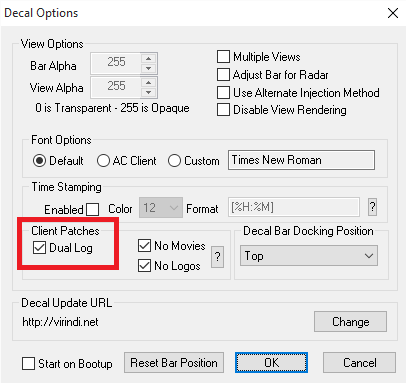 Decal Options
View Options
Bar Alpha 255
View Alpha 255
0 is Transparent - 255 is Opaque
Multiple Views
Adjust Bar for Radar
Use Alternate Injection Method
Disable View Rendering
Font Options
Default AC Client Custom Times New Roman
Time Stamping
Enabled Color 12 Format [%H:%M] ?
Client Patches
Dual Log
No Movies
No Logos
?
Decal Bar Docking Position
Top
Decal Update URL
http://virindi.net Change
Start on Bootup Reset Bar Position OK Cancel